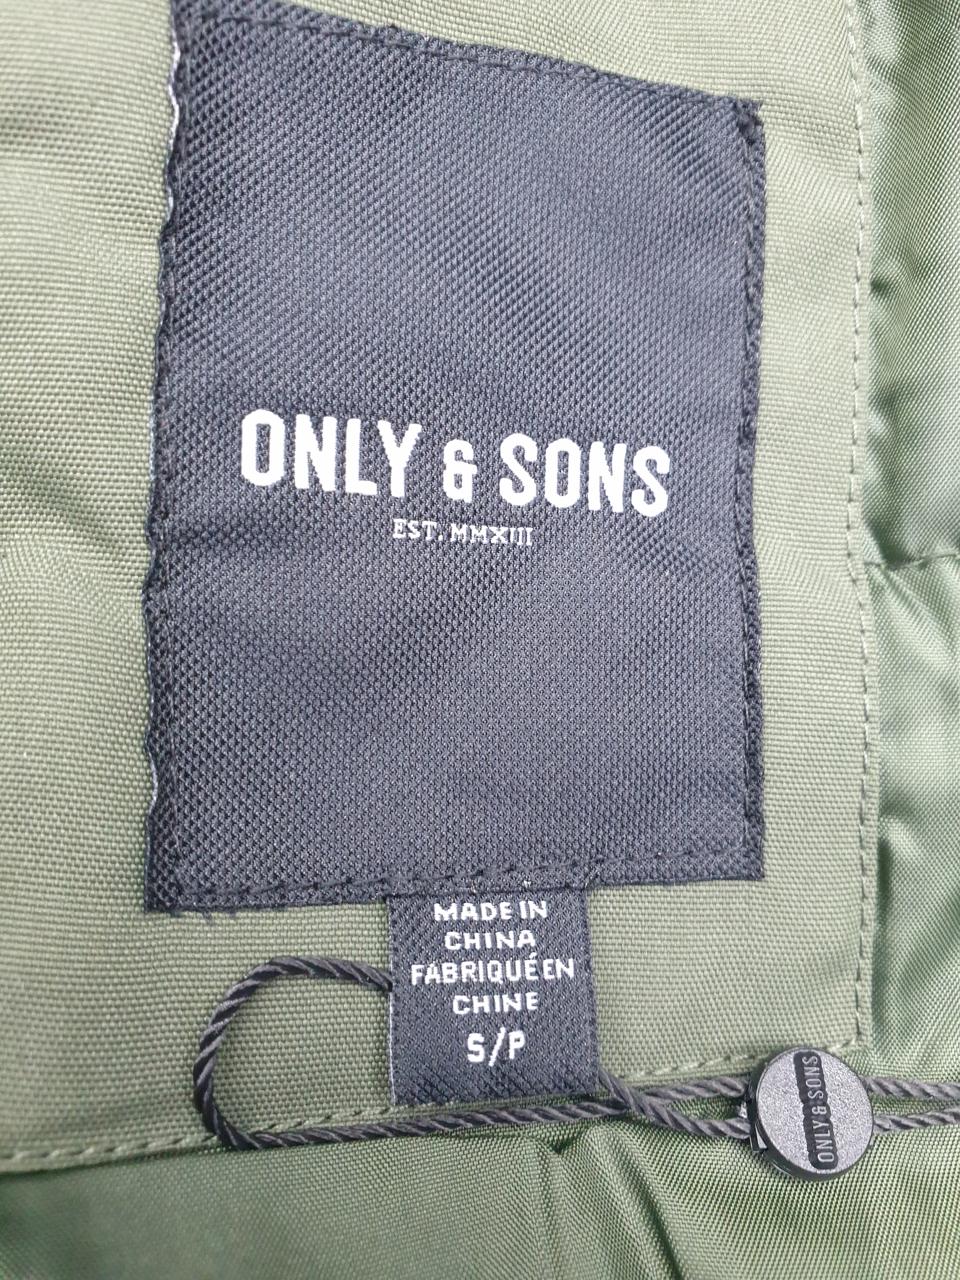 ONLY & SONS
EST. MMXIII
MADE IN
CHINA
FABRIQUÉ EN
CHINE
S/P
ONLY & SONS